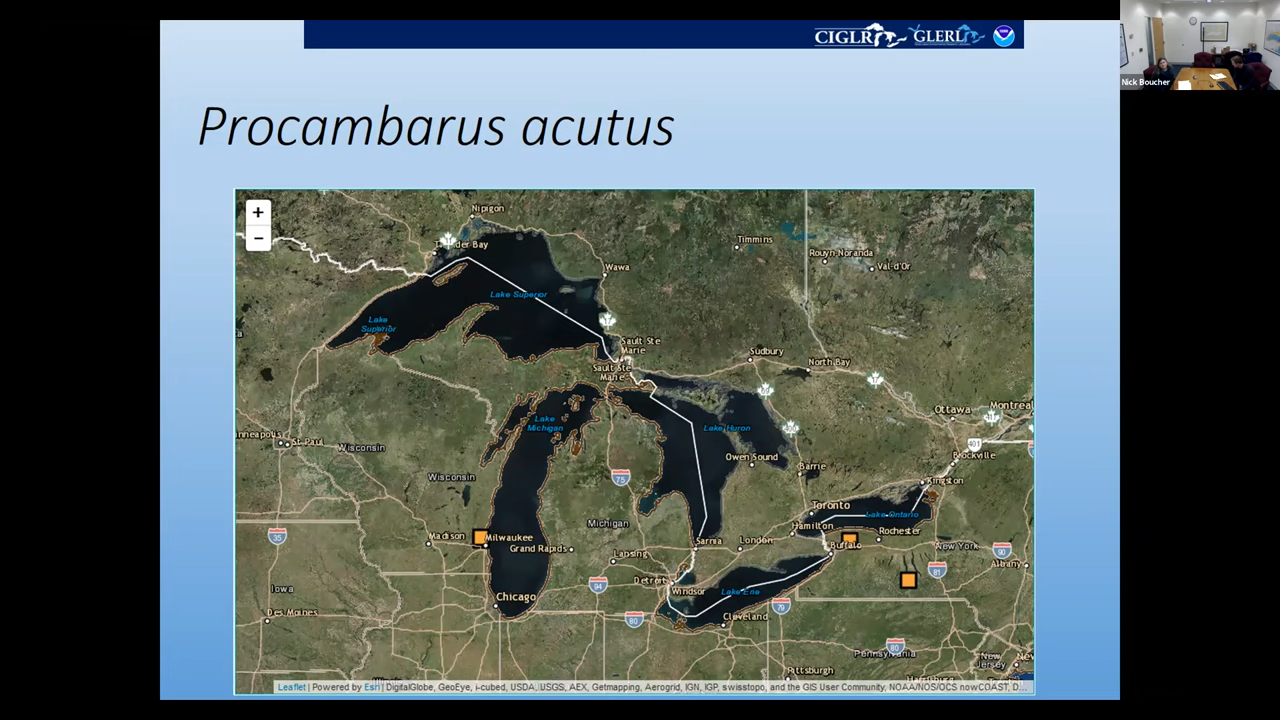 CIGLR GLERL
Nick Boucher
Procambarus acutus
+
−
Nipigon
Timmins
Rouyn-Noranda
Val-d'Or
Wawa
Lake Superior
Lake
Superior
17
Sault Ste
Marie
Sault Ste
Marie
Sudbury
North Bay
17
69
Lake
Michigan
Lake Huron
Ottawa
Montreal
401
St. Paul
Wisconsin
Owen Sound
Barrie
Kingston
Wisconsin
75
Toronto
Lake Ontario
Michigan
Hamilton
Rochester
35
Madison
Milwaukee
Grand Rapids
Sarnia
London
Buffalo
New York
90
Lansing
Albany
81
Iowa
94
Detroit
Windsor
Lake Erie
Chicago
79
Des Moines
80
Cleveland
80
Pennsylvania
New
Jersey
Pittsburgh
Leaflet | Powered by Esri | DigitalGlobe, GeoEye, i-cubed, USDA, USGS, AEX, Getmapping, Aerogrid, IGN, IGP, swisstopo, and the GIS User Community, NOAA/NOS/OCS nowCOAST, D...